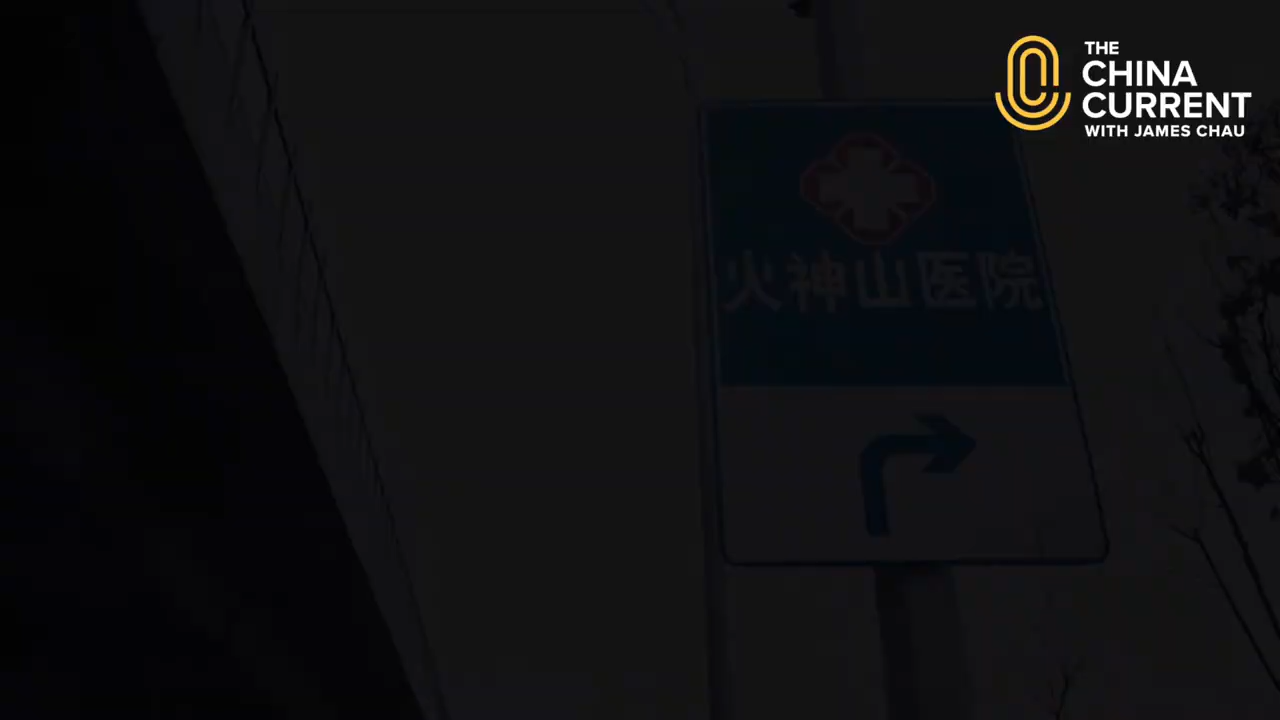 THE
CHINA
CURRENT
WITH JAMES CHAU
火神山医院